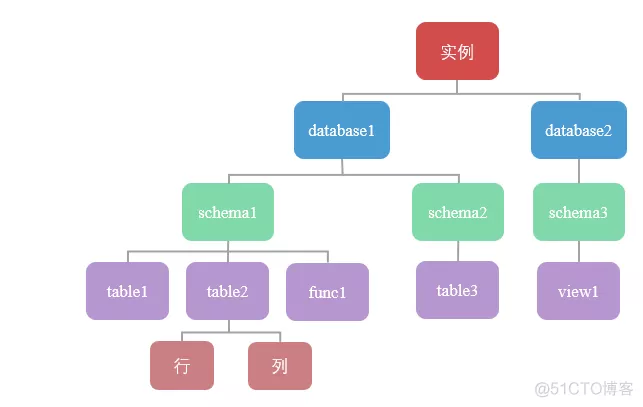 实例
database1
database2
schema1
schema2
schema3
table1
table2
func1
table3
view1
行
列
@51CTO博客